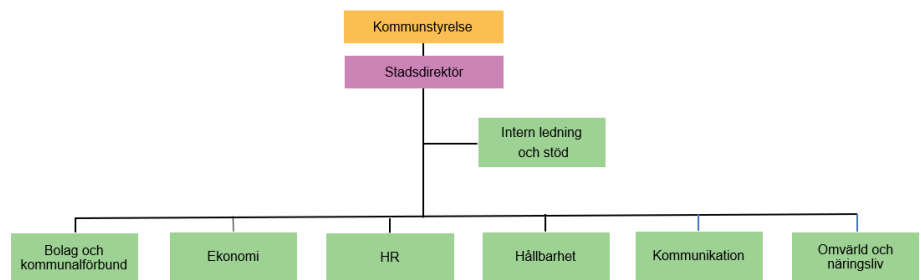 Kommunstyrelse
Stadsdirektör
Intern ledning
och stöd
Bolag och
kommunalförbund
Ekonomi
HR
Hållbarhet
Kommunikation
Omvärld och
näringsliv